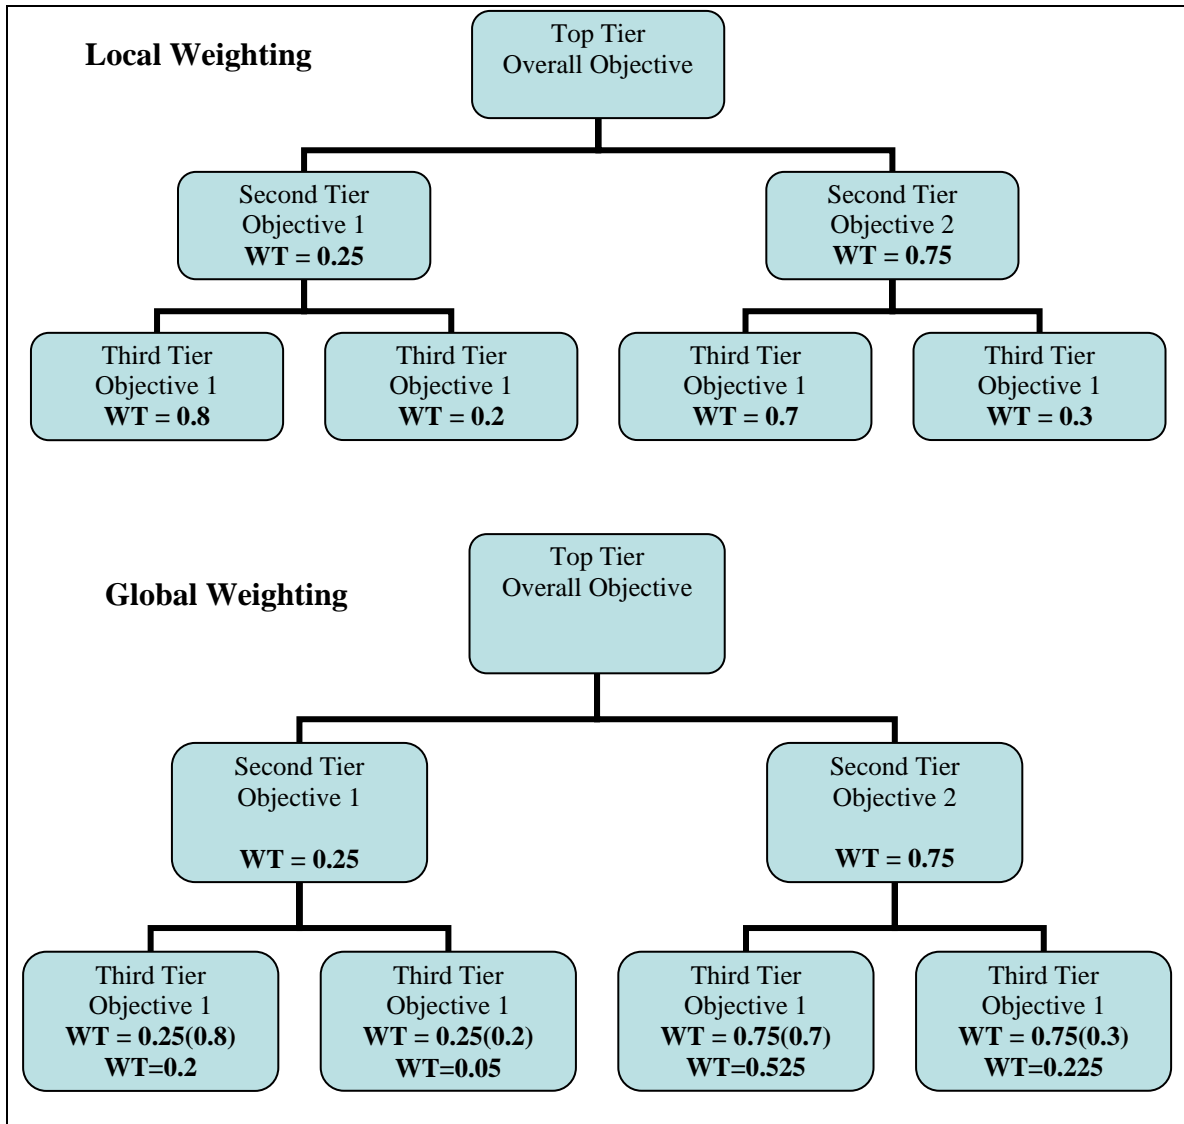 Local Weighting
Top Tier
Overall Objective
Second Tier
Objective 1
WT = 0.25
Second Tier
Objective 2
WT = 0.75
Third Tier
Objective 1
WT = 0.8
Third Tier
Objective 1
WT = 0.2
Third Tier
Objective 1
WT = 0.7
Third Tier
Objective 1
WT = 0.3
Global Weighting
Top Tier
Overall Objective
Second Tier
Objective 1
WT = 0.25
Second Tier
Objective 2
WT = 0.75
Third Tier
Objective 1
WT = 0.25(0.8)
WT=0.2
Third Tier
Objective 1
WT = 0.25(0.2)
WT=0.05
Third Tier
Objective 1
WT = 0.75(0.7)
WT=0.525
Third Tier
Objective 1
WT = 0.75(0.3)
WT=0.225